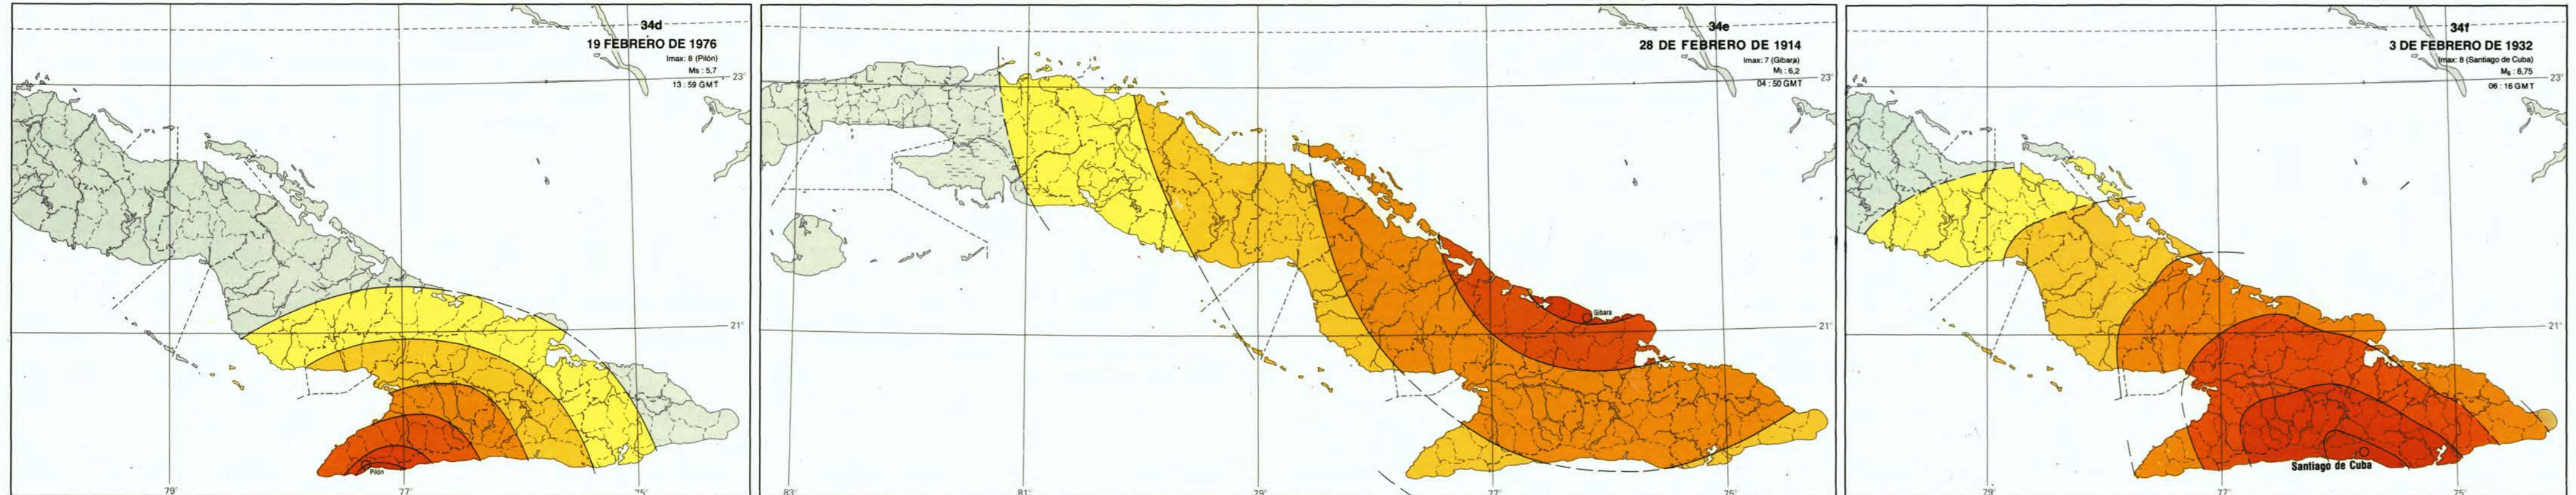 34d
19 FEBRERO DE 1976
Imax: 8 (Pilón)
Ms : 5,7
13 : 59 GMT
23°
21°
Pilón
79°
77°
75°
34e
28 DE FEBRERO DE 1914
Imax: 7 (Gibara)
MI : 6,2
04 : 50 GMT
23°
Gibara
21°
83°
81°
79°
77°
75°
34f
3 DE FEBRERO DE 1932
Imax: 8 (Santiago de Cuba)
Ms : 6,75
06 : 16 GMT
23°
21°
Santiago de Cuba
79°
77°
75°